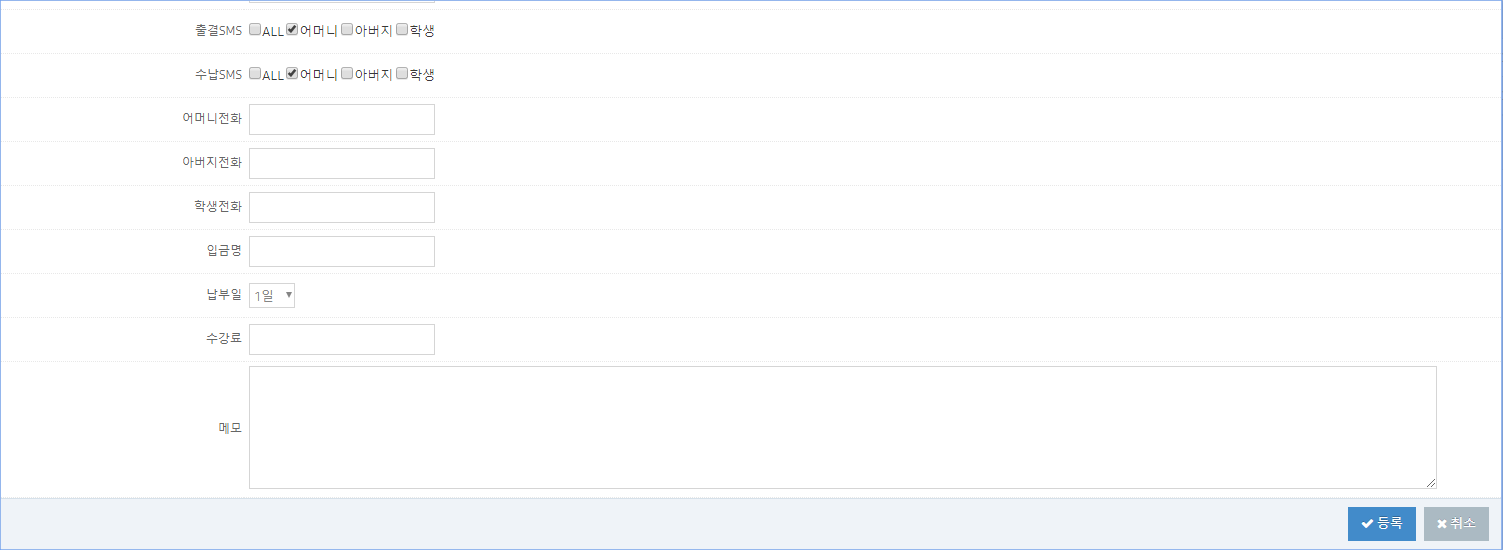 출결SMS ALL 어머니 아버지 학생
수납SMS ALL 어머니 아버지 학생
어머니전화
아버지전화
학생전화
입금명
납부일 1일
수강료
메모
등록 취소